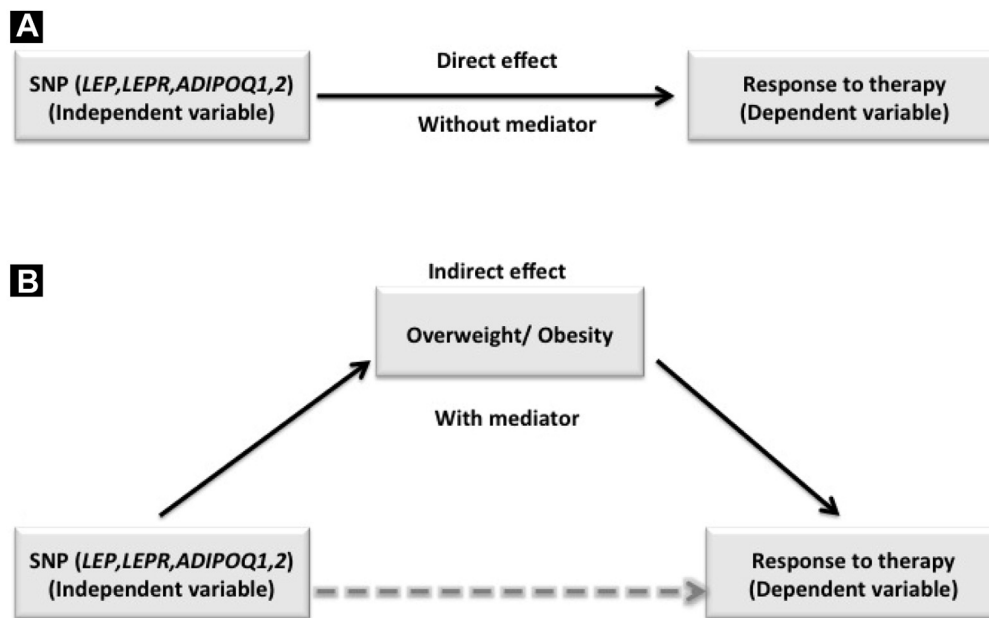 A
SNP (LEP,LEPR,ADIPOQ1,2)
(Independent variable)
Direct effect
Without mediator
Response to therapy
(Dependent variable)
B
Indirect effect
Overweight/ Obesity
With mediator
SNP (LEP,LEPR,ADIPOQ1,2)
(Independent variable)
Response to therapy
(Dependent variable)